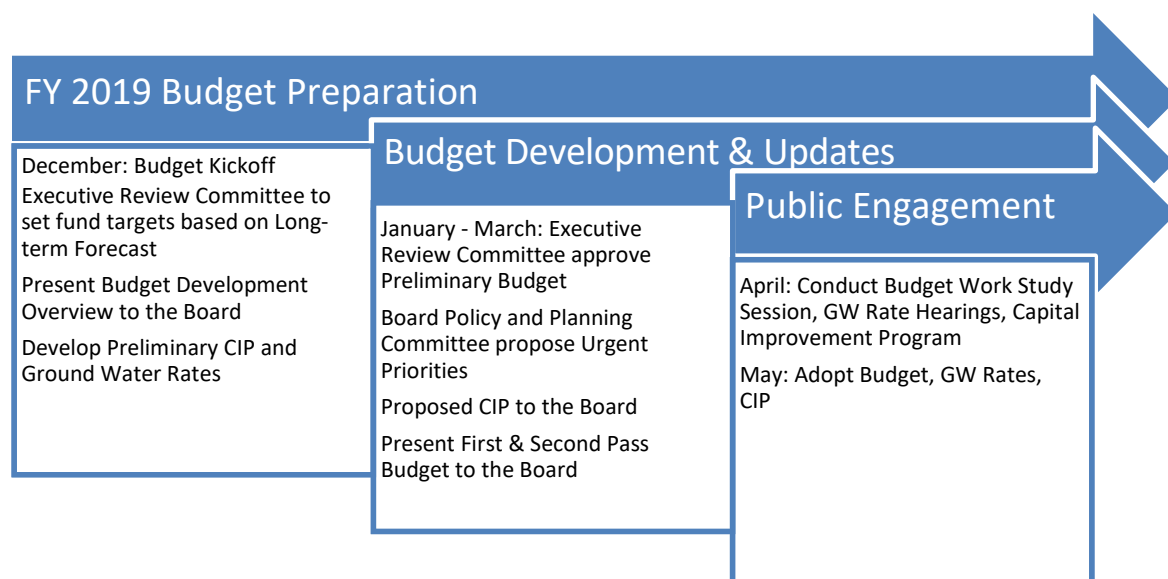 FY 2019 Budget Preparation
December: Budget Kickoff
Executive Review Committee to
set fund targets based on Long-
term Forecast
Present Budget Development
Overview to the Board
Develop Preliminary CIP and
Ground Water Rates
Budget Development & Updates
January - March: Executive
Review Committee approve
Preliminary Budget
Board Policy and Planning
Committee propose Urgent
Priorities
Proposed CIP to the Board
Present First & Second Pass
Budget to the Board
Public Engagement
April: Conduct Budget Work Study
Session, GW Rate Hearings, Capital
Improvement Program
May: Adopt Budget, GW Rates,
CIP